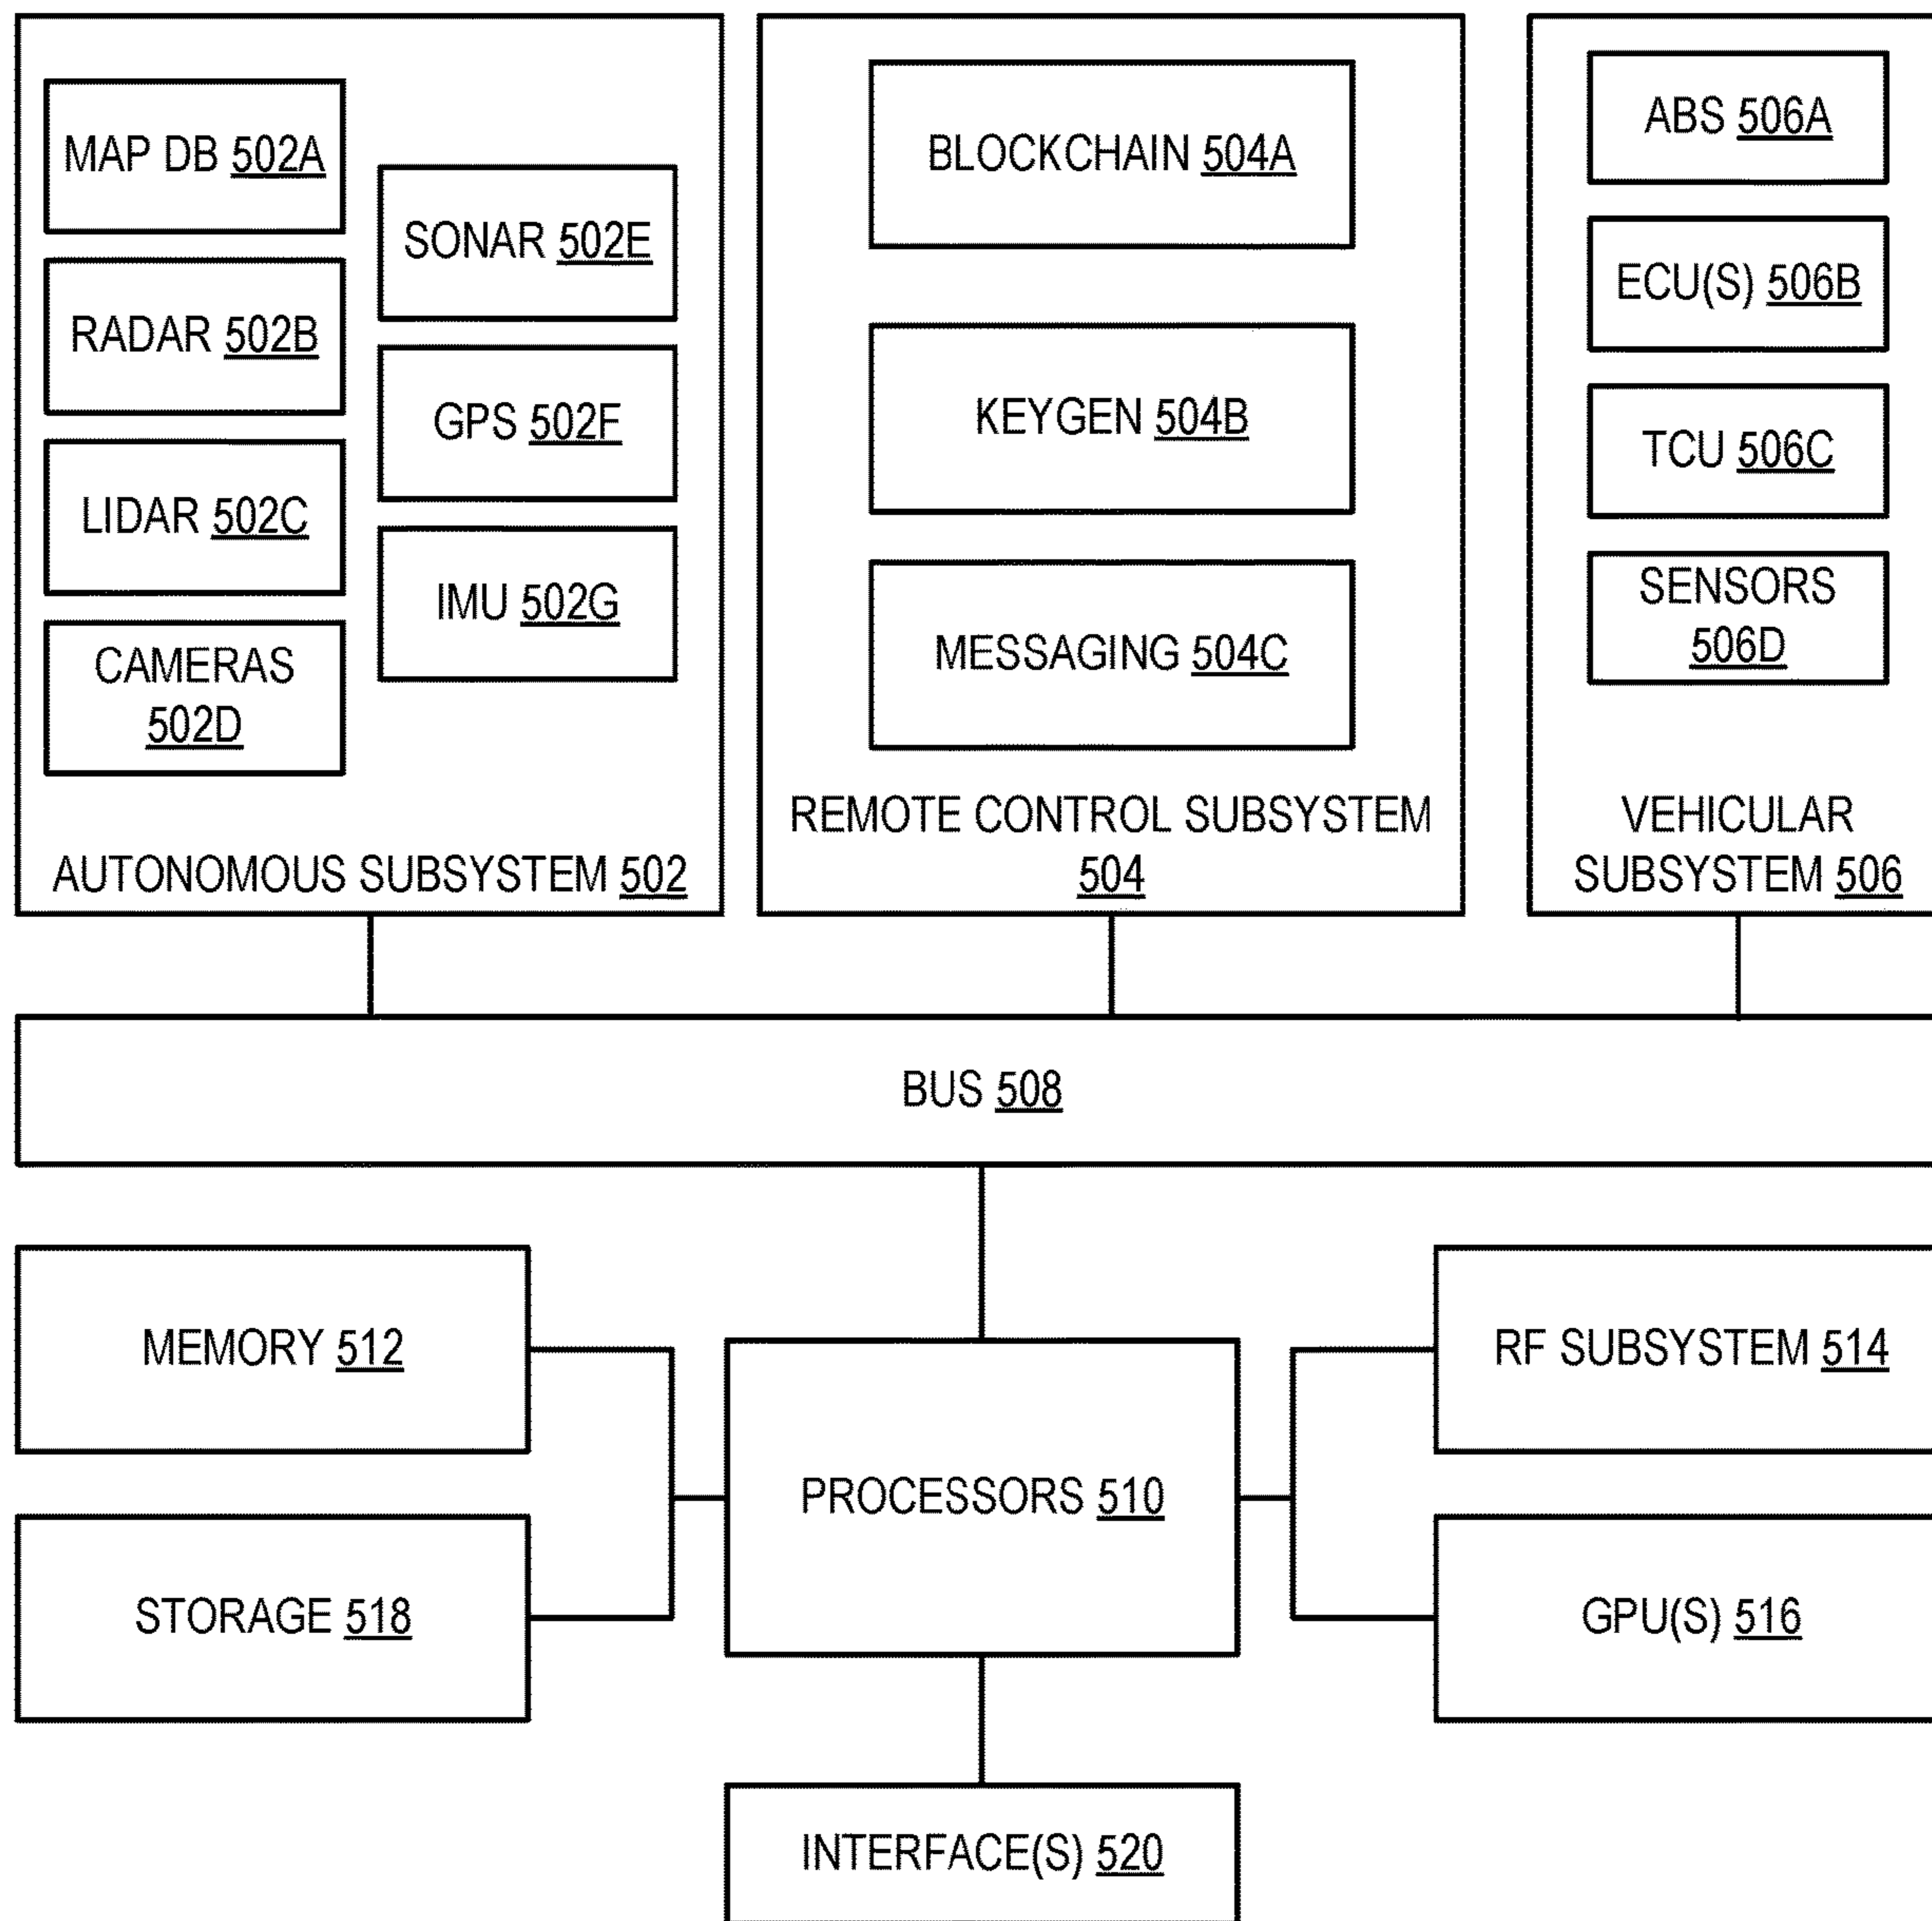 MAP DB 502A
RADAR 502B
LIDAR 502C
CAMERAS
502D
SONAR 502E
GPS 502F
IMU 502G
AUTONOMOUS SUBSYSTEM 502
BLOCKCHAIN 504A
KEYGEN 504B
MESSAGING 504C
REMOTE CONTROL SUBSYSTEM
504
ABS 506A
ECU(S) 506B
TCU 506C
SENSORS
506D
VEHICULAR
SUBSYSTEM 506
BUS 508
MEMORY 512
STORAGE 518
PROCESSORS 510
RF SUBSYSTEM 514
GPU(S) 516
INTERFACE(S) 520